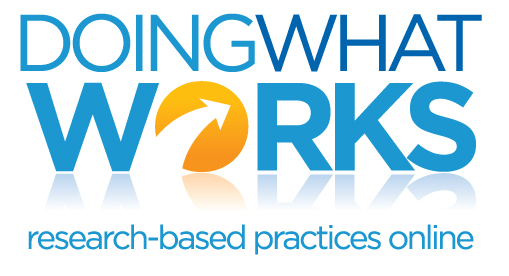 DOINGWHAT
WORKS
research-based practices online